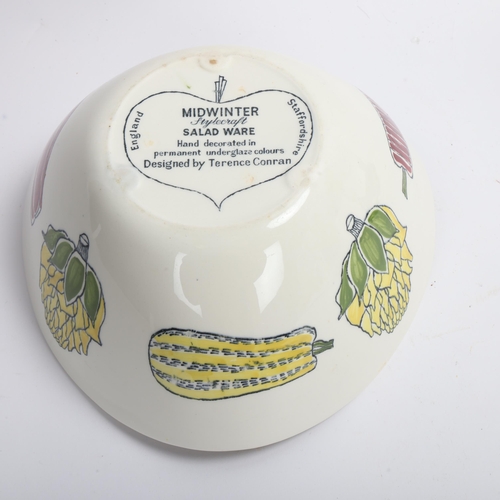 England
MIDWINTER
Stylecraft
SALAD WARE
Hand decorated in
permanent underglaze colours
Designed by Terence Conran
Staffordshire